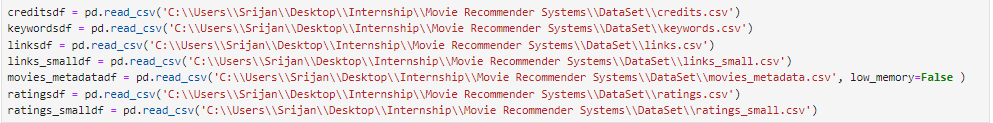 creditsdf = pd.read_csv('C:\\Users\\Srijan\\Desktop\\Internship\\Movie Recommender Systems\\DataSet\\credits.csv')
keywordsdf = pd.read_csv('C:\\Users\\Srijan\\Desktop\\Internship\\Movie Recommender Systems\\DataSet\\keywords.csv')
linksdf = pd.read_csv('C:\\Users\\Srijan\\Desktop\\Internship\\Movie Recommender Systems\\DataSet\\links.csv')
links_smalldf = pd.read_csv('C:\\Users\\Srijan\\Desktop\\Internship\\Movie Recommender Systems\\DataSet\\links_small.csv')
movies_metadatadf = pd.read_csv('C:\\Users\\Srijan\\Desktop\\Internship\\Movie Recommender Systems\\DataSet\\movies_metadata.csv', low_memory=False )
ratingsdf = pd.read_csv('C:\\Users\\Srijan\\Desktop\\Internship\\Movie Recommender Systems\\DataSet\\ratings.csv')
ratings_smalldf = pd.read_csv('C:\\Users\\Srijan\\Desktop\\Internship\\Movie Recommender Systems\\DataSet\\ratings_small.csv')